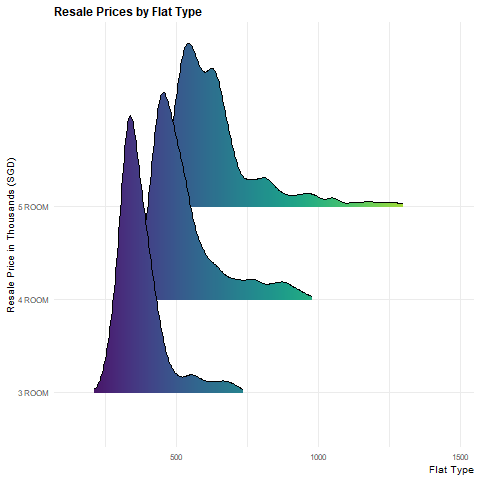 Resale Prices by Flat Type
Resale Price in Thousands (SGD)
5 ROOM
4 ROOM
3 ROOM
500
1000
1500
Flat Type